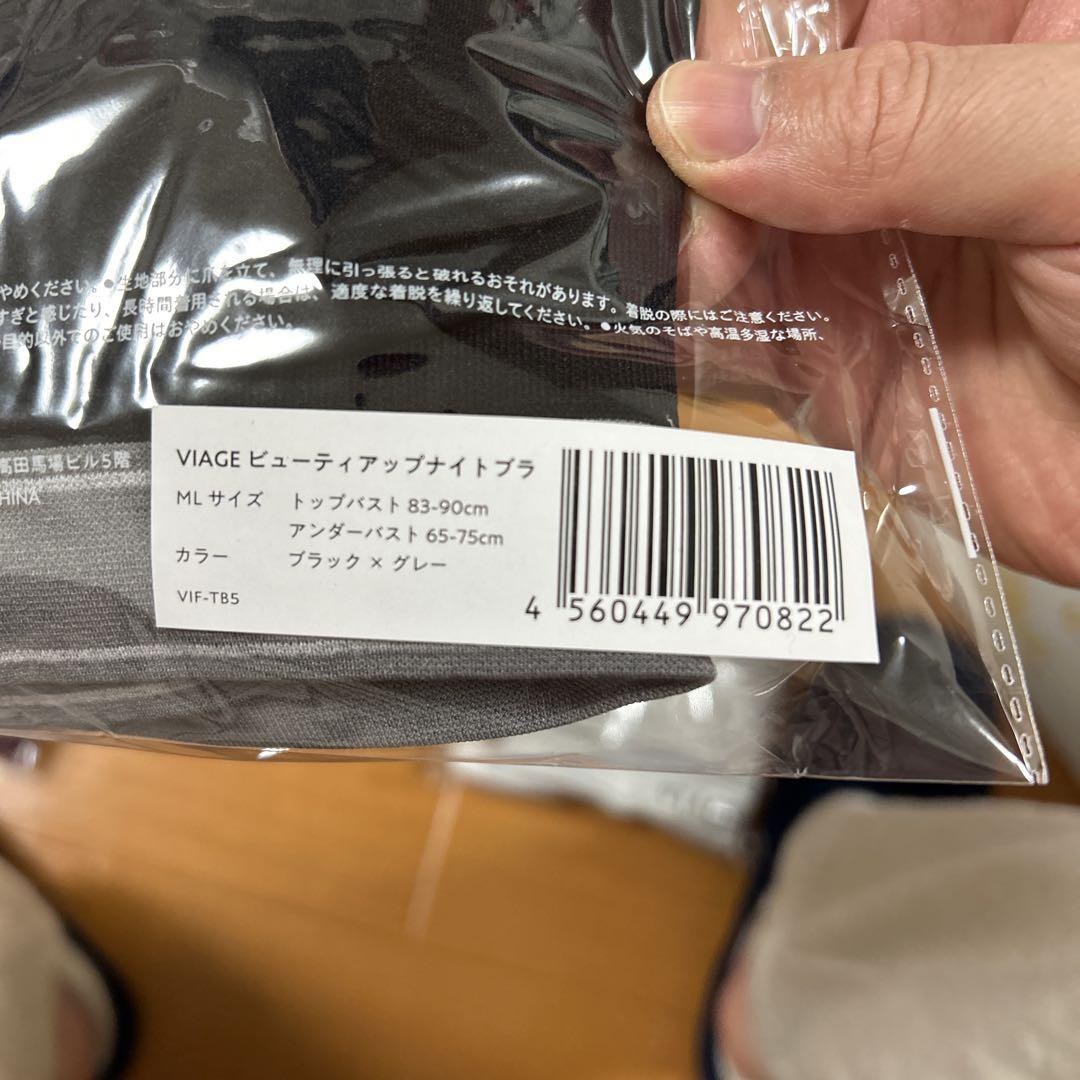 やめください。●生地部分に爪を立て、無理に引っ張ると破れるおそれがあります。着脱の際にはご注意ください。
すぎと感じたり、長時間着用される場合は、適度な着脱を繰り返してください。●火気のそばや高温多湿な場所、
目的以外でのご使用はおやめください。
高田馬場ビル5階
HINA
VIAGE ビューティアップナイトブラ
ML サイズ トップバスト 83-90cm
アンダーバスト 65-75cm
カラー ブラック × グレー
VIF-TB5
4 560449 970822